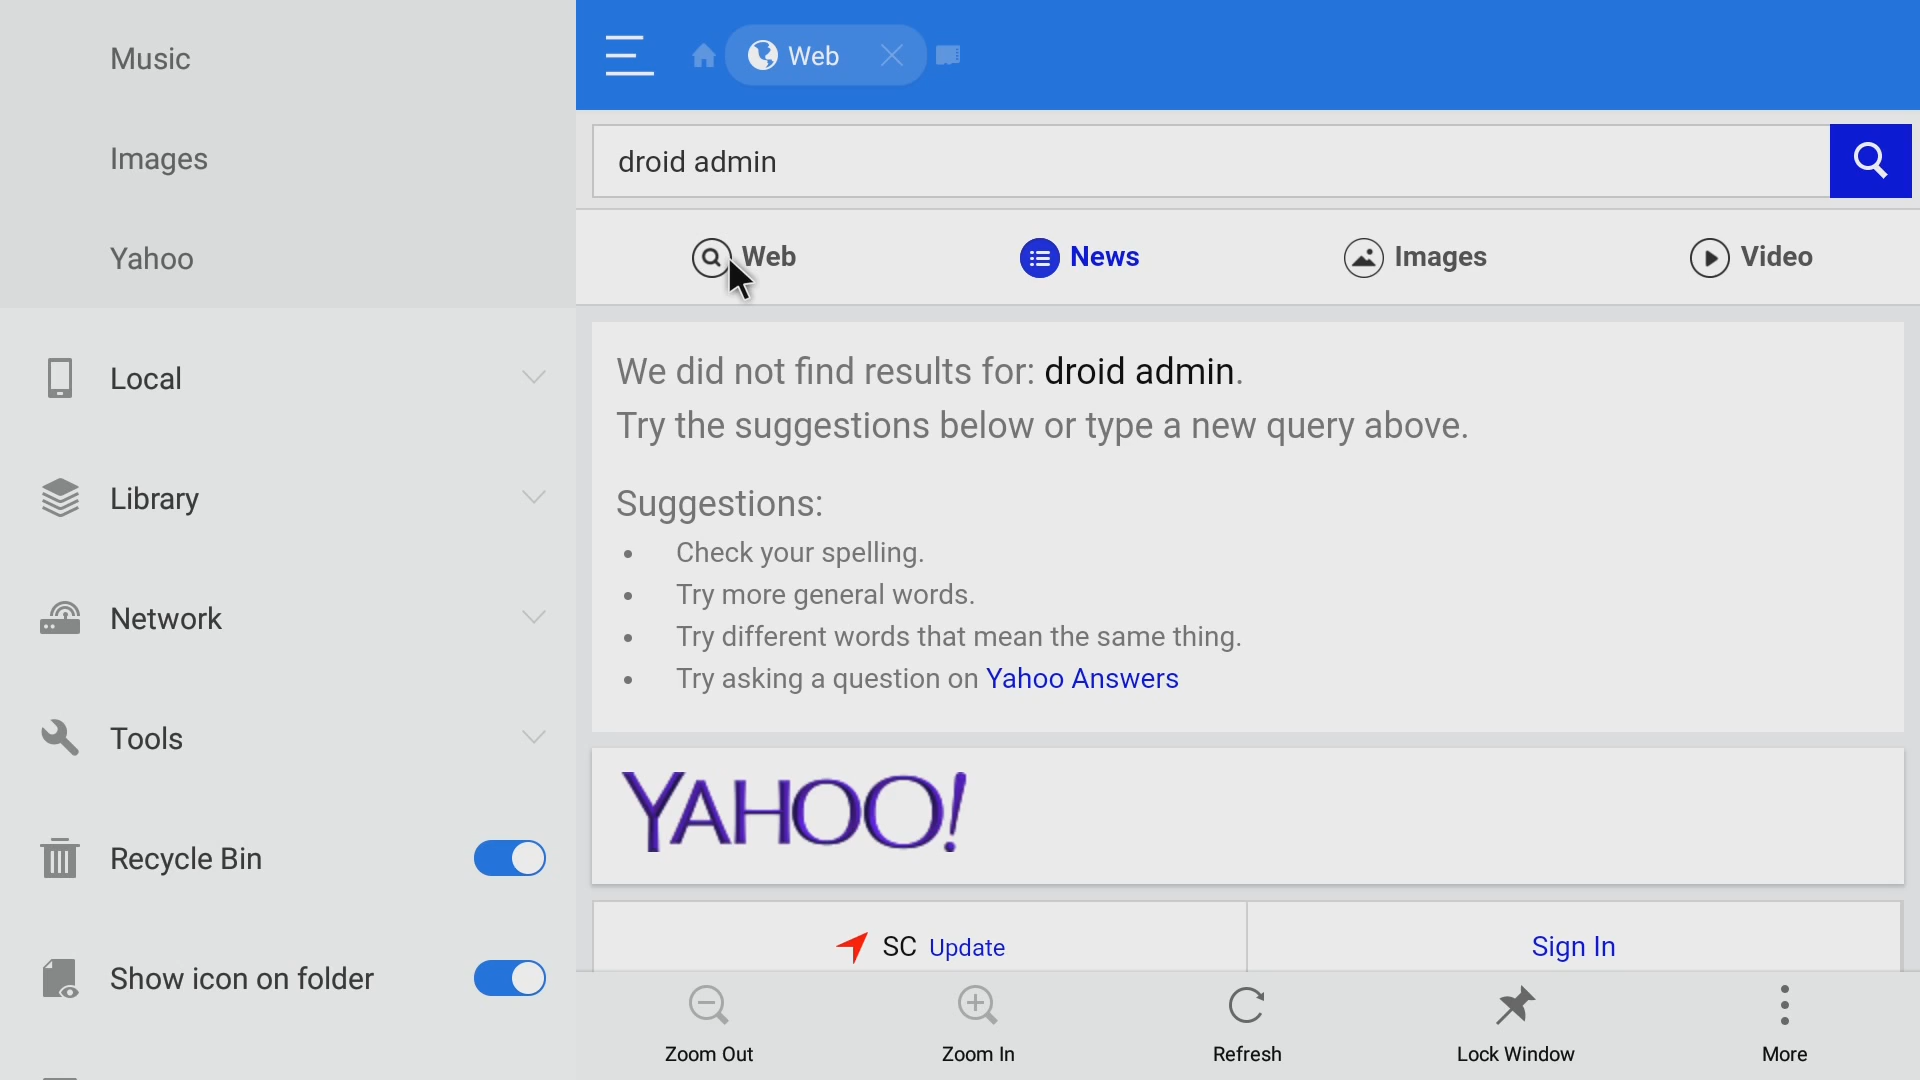 Music
Images
Yahoo
Local
Library
Network
Tools
Recycle Bin
Show icon on folder
Web
droid admin
Web
News
Images
Video
We did not find results for: droid admin.
Try the suggestions below or type a new query above.
Suggestions:
• Check your spelling.
• Try more general words.
• Try different words that mean the same thing.
• Try asking a question on Yahoo Answers
YAHOO!
SC Update
Sign In
Zoom Out
Zoom In
Refresh
Lock Window
More